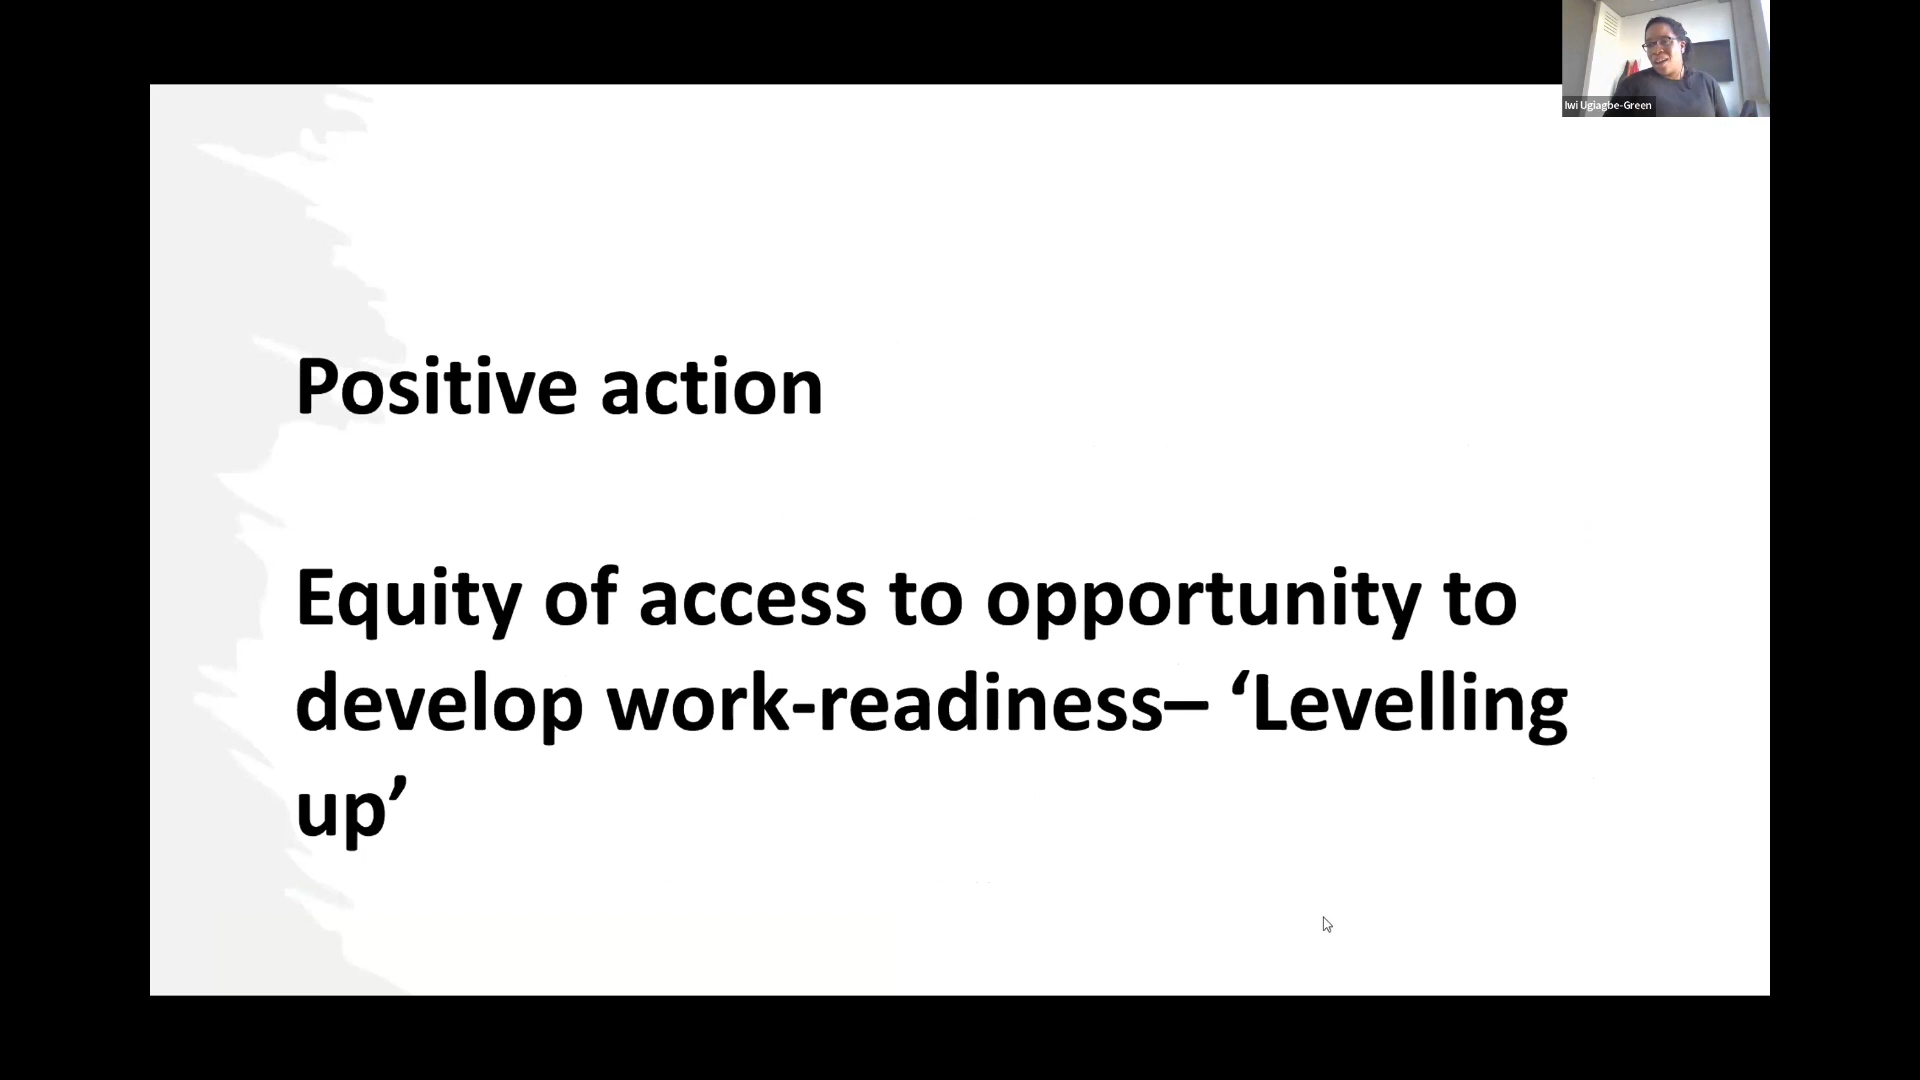 Iwi Ugiagbe-Green
Positive action
Equity of access to opportunity to
develop work-readiness– ‘Levelling
up’